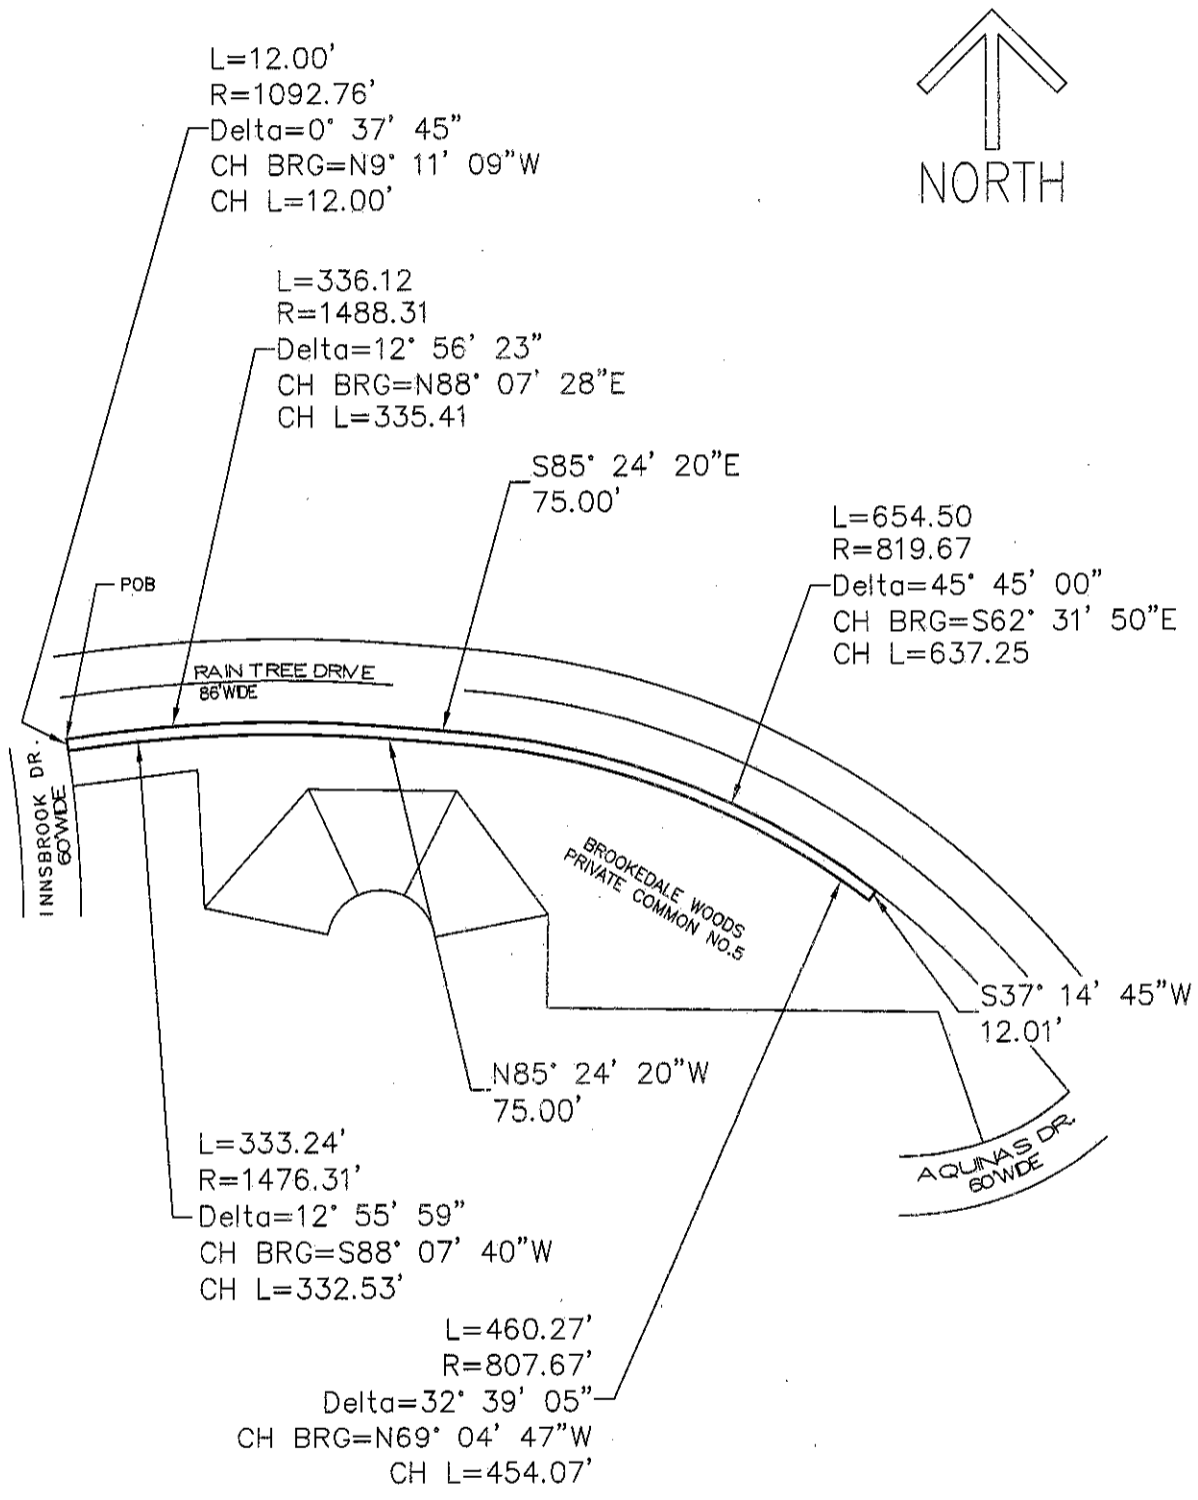 L=12.00'
R=1092.76'
Delta=0° 37' 45"
CH BRG=N9° 11' 09"W
CH L=12.00'
NORTH
L=336.12
R=1488.31
Delta=12° 56' 23"
CH BRG=N88° 07' 28"E
CH L=335.41
S85° 24' 20"E
75.00'
L=654.50
R=819.67
Delta=45° 45' 00"
CH BRG=S62° 31' 50"E
CH L=637.25
POB
RAIN TREE DRIVE
86'WIDE
INNSBROOK DR.
60'WIDE
BROOKEDALE WOODS
PRIVATE COMMON NO.5
S37° 14' 45"W
12.01'
N85° 24' 20"W
75.00'
AQUINAS DR.
60'WIDE
L=333.24'
R=1476.31'
Delta=12° 55' 59"
CH BRG=S88° 07' 40"W
CH L=332.53'
L=460.27'
R=807.67'
Delta=32° 39' 05"
CH BRG=N69° 04' 47"W
CH L=454.07'